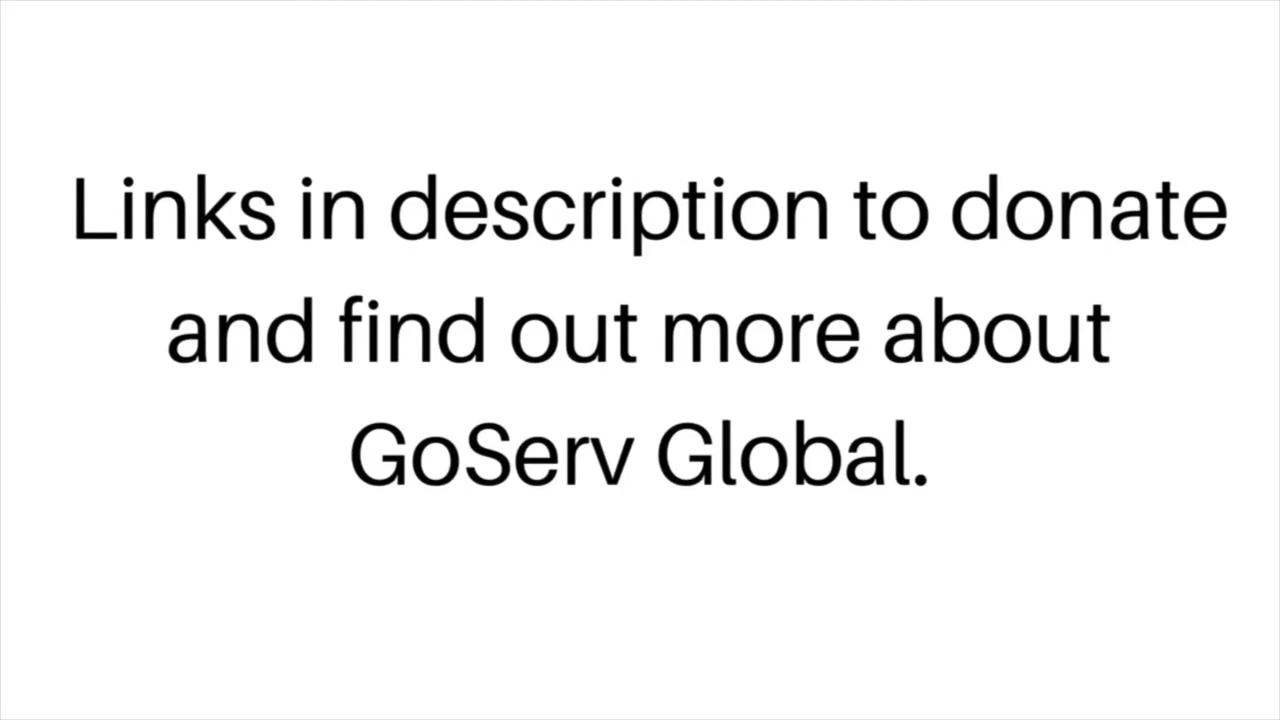 Links in description to donate
and find out more about
GoServ Global.